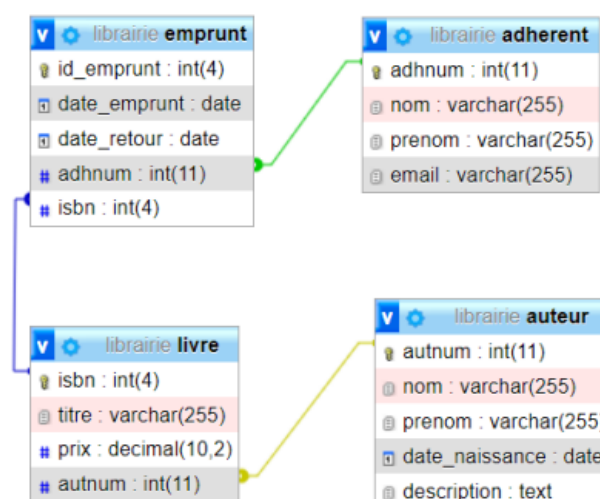 librairie emprunt
id_emprunt : int(4)
date_emprunt : date
date_retour : date
adhnum : int(11)
isbn : int(4)
librairie adherent
adhnum : int(11)
nom : varchar(255)
prenom : varchar(255)
email : varchar(255)
librairie livre
isbn : int(4)
titre : varchar(255)
prix : decimal(10,2)
autnum : int(11)
librairie auteur
autnum : int(11)
nom : varchar(255)
prenom : varchar(255
date_naissance : date
description : text